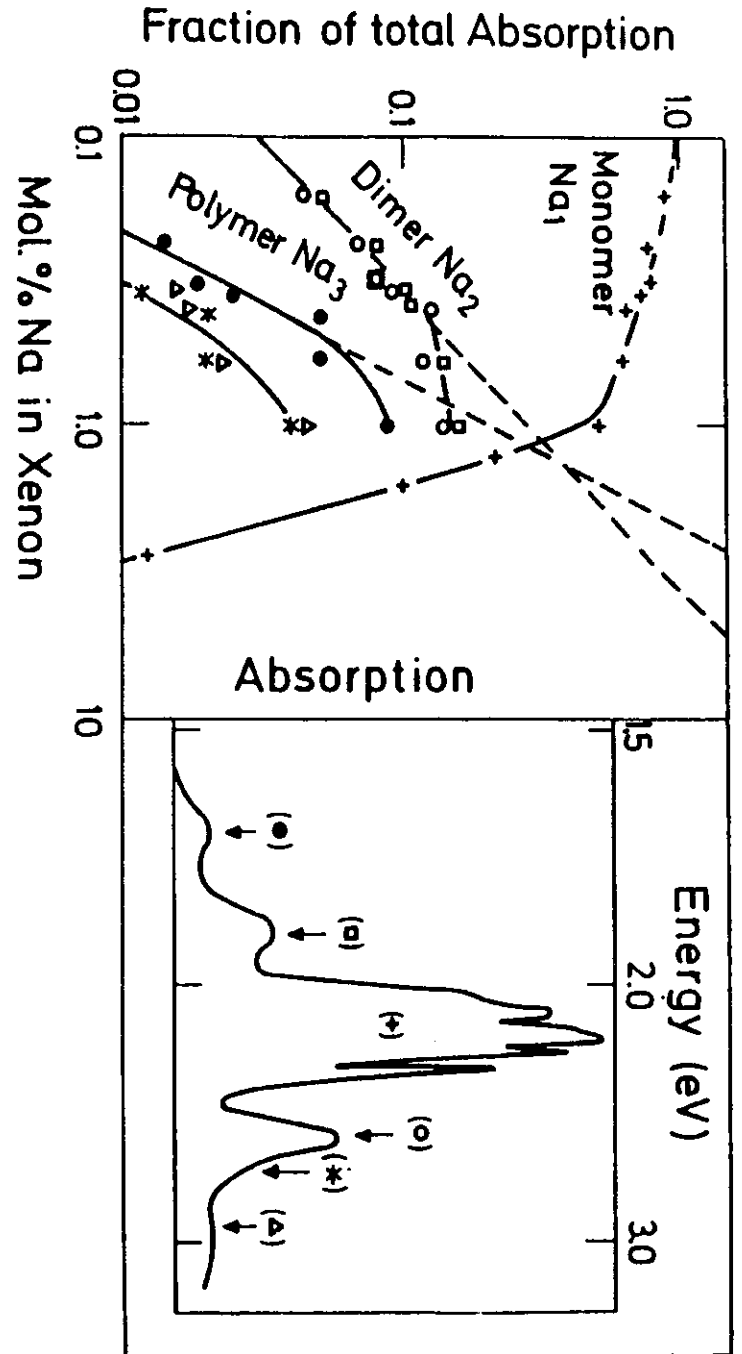 Fraction of total Absorption
0.01
0.1
1.0
0.1
1.0
10
Mol.% Na in Xenon
Monomer
Na1
Dimer Na2
Polymer Na3
Absorption
Energy (eV)
1.5
2.0
3.0
(●)
(□)
(+)
(○)
(*)
(△)